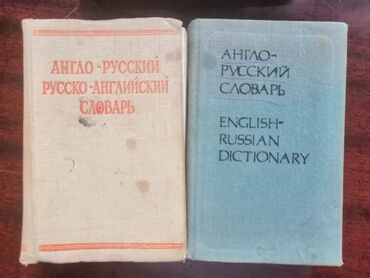 АНГЛО-РУССКИЙ
РУССКО-АНГЛИЙСКИЙ
СЛОВАРЬ
АНГЛО-
РУССКИЙ
СЛОВАРЬ
ENGLISH-
RUSSIAN
DICTIONARY